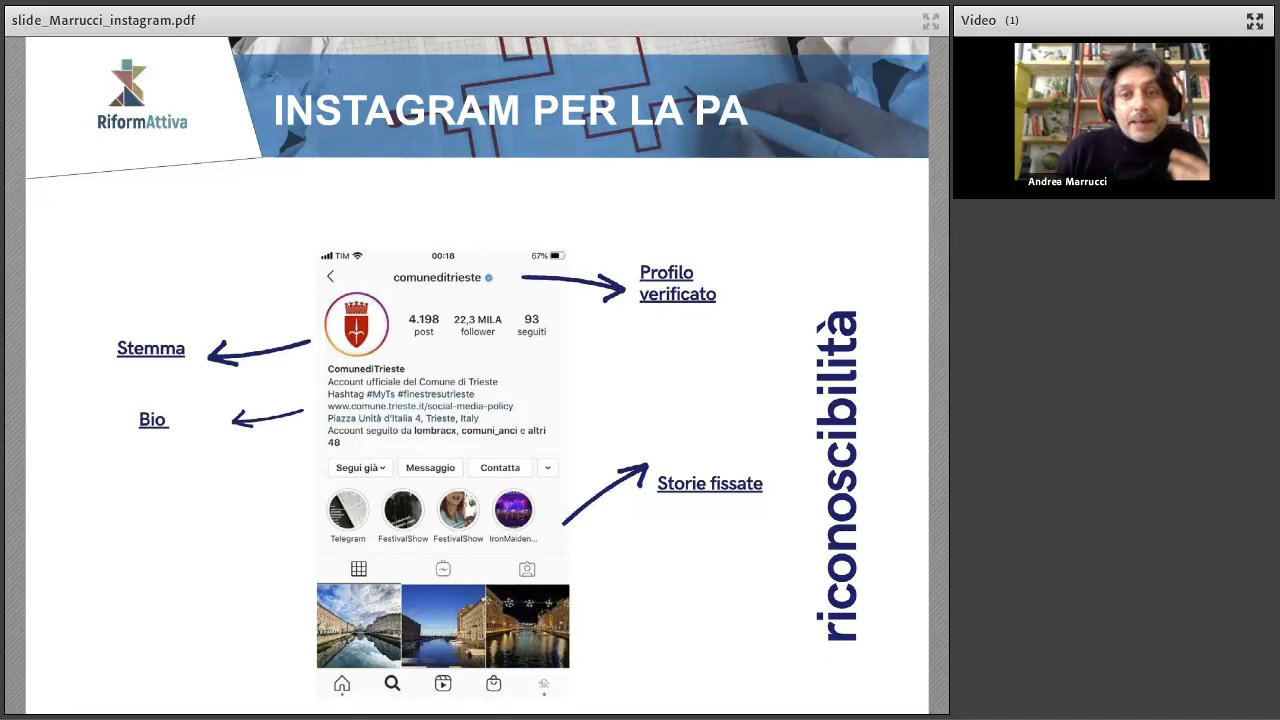 slide_Marrucci_instagram.pdf
Video (1)
RiformAttiva
INSTAGRAM PER LA PA
Andrea Marrucci
TIM 00:18 67%
comuneditrieste
Profilo
verificato
4.198 22,3 MILA 93
post follower seguiti
Stemma
ComunediTrieste
Account ufficiale del Comune di Trieste
Hashtag #MyTs #finestresutrieste
www.comune.trieste.it/social-media-policy
Piazza Unità d'Italia 4, Trieste, Italy
Account seguito da lombracx, comuni_anci e altri
48
Bio
Segui già Messaggio Contatta
Storie fissate
Telegram FestivalShow FestivalShow IronMaiden...
riconoscibilità